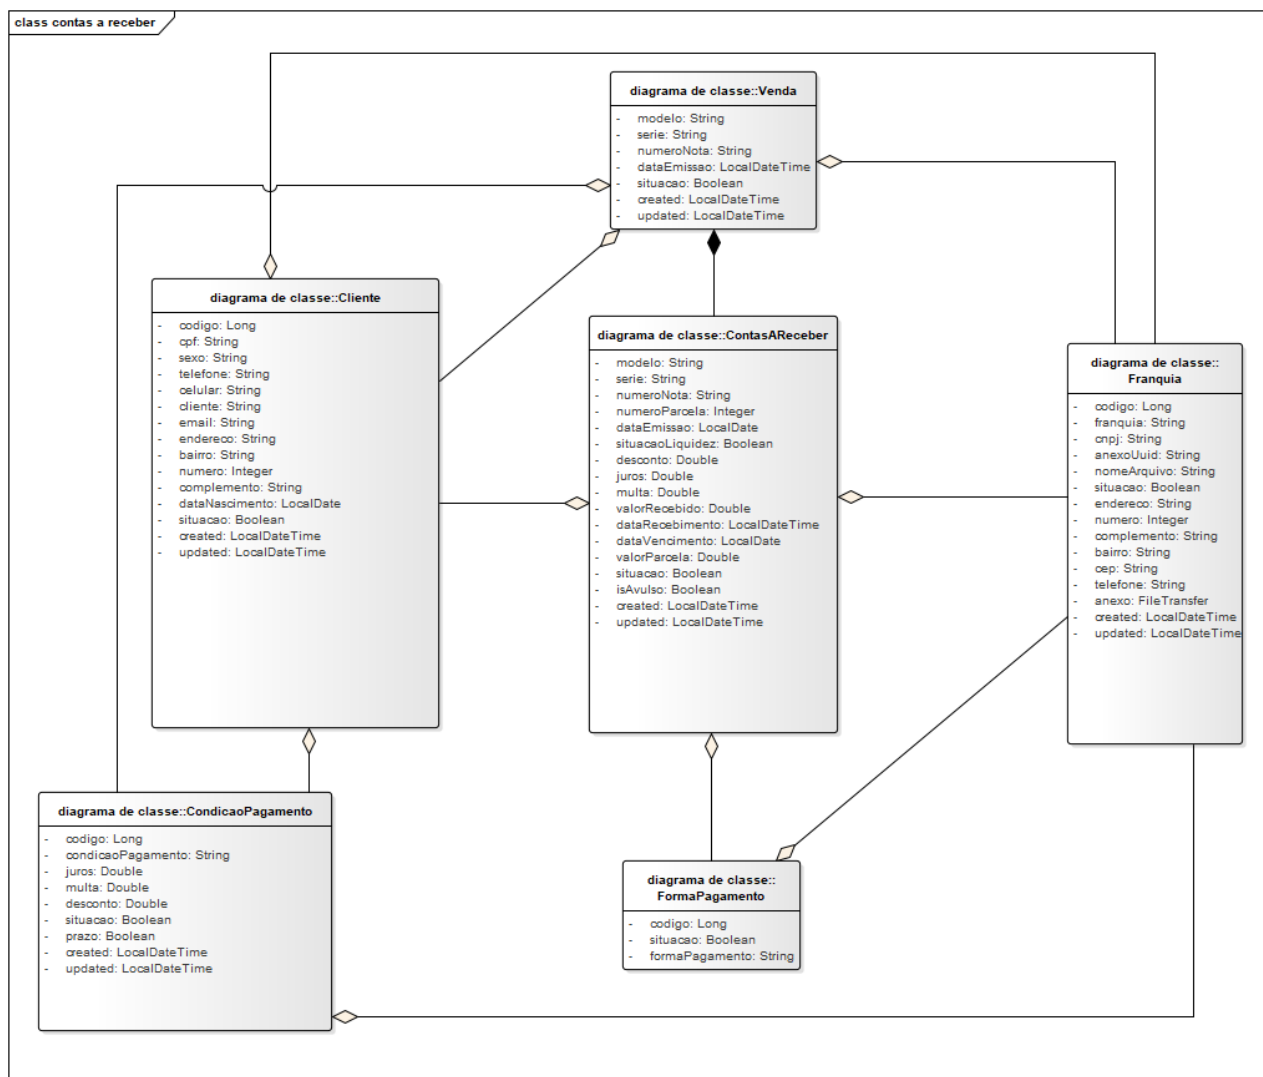 class contas a receber
diagrama de classe::Venda
- modelo: String
- serie: String
- numeroNota: String
- dataEmissao: LocalDateTime
- situacao: Boolean
- created: LocalDateTime
- updated: LocalDateTime
diagrama de classe::Cliente
- codigo: Long
- cpf: String
- sexo: String
- telefone: String
- celular: String
- cliente: String
- email: String
- endereco: String
- bairro: String
- numero: Integer
- complemento: String
- dataNascimento: LocalDate
- situacao: Boolean
- created: LocalDateTime
- updated: LocalDateTime
diagrama de classe::ContasAReceber
- modelo: String
- serie: String
- numeroNota: String
- numeroParcela: Integer
- dataEmissao: LocalDate
- situacaoLiquidez: Boolean
- desconto: Double
- juros: Double
- multa: Double
- valorRecebido: Double
- dataRecebimento: LocalDateTime
- dataVencimento: LocalDate
- valorParcela: Double
- situacao: Boolean
- isAvulso: Boolean
- created: LocalDateTime
- updated: LocalDateTime
diagrama de classe::
Franquia
- codigo: Long
- franquia: String
- cnpj: String
- anexoUuid: String
- nomeArquivo: String
- situacao: Boolean
- endereco: String
- numero: Integer
- complemento: String
- bairro: String
- cep: String
- telefone: String
- anexo: FileTransfer
- created: LocalDateTime
- updated: LocalDateTime
diagrama de classe::CondicaoPagamento
- codigo: Long
- condicaoPagamento: String
- juros: Double
- multa: Double
- desconto: Double
- situacao: Boolean
- prazo: Boolean
- created: LocalDateTime
- updated: LocalDateTime
diagrama de classe::
FormaPagamento
- codigo: Long
- situacao: Boolean
- formaPagamento: String